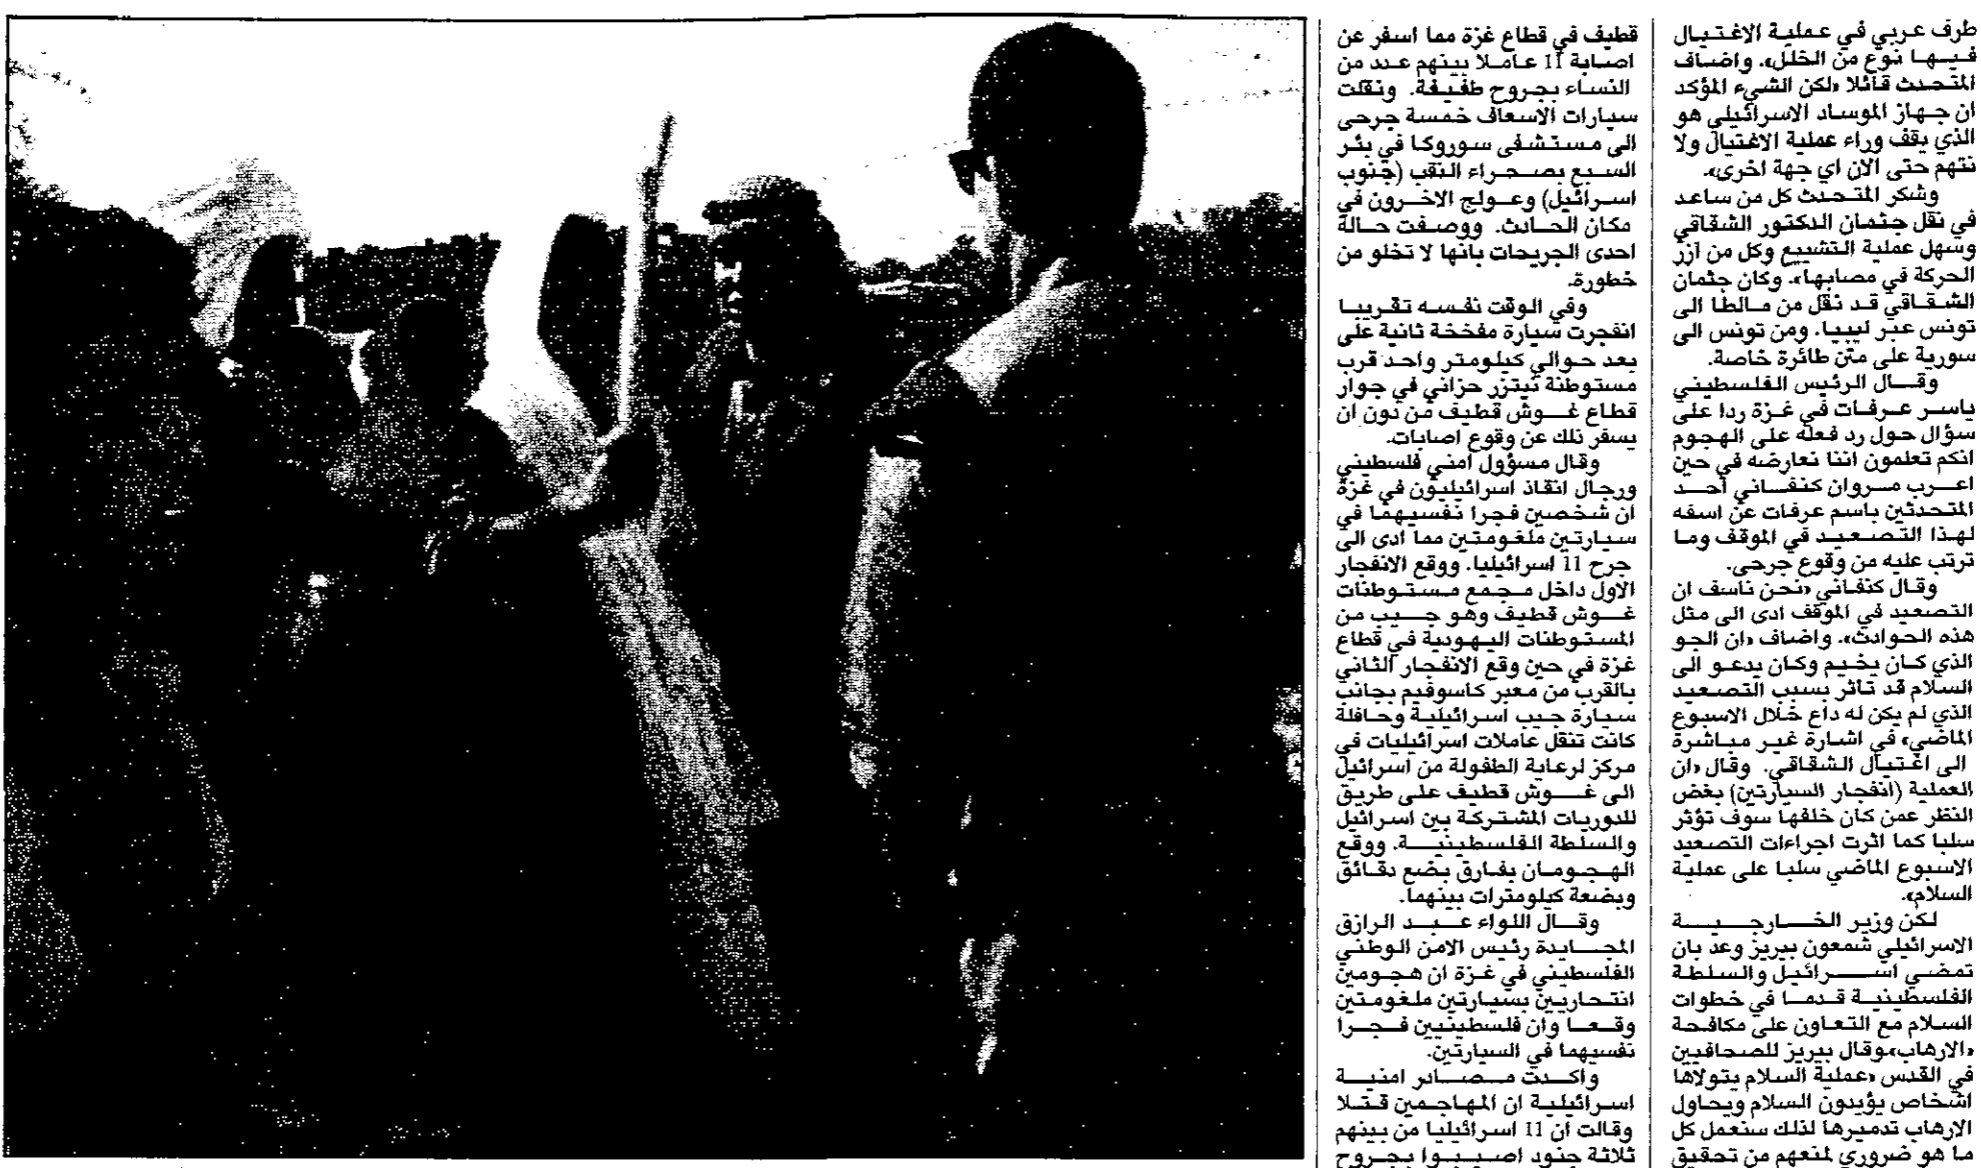 طرف عربي في عملية الاغتيال
فيها نوع من الخلل». واضاف
المتحدث قائلا «لكن الشيء المؤكد
ان جهاز الموساد الاسرائيلي هو
الذي يقف وراء عملية الاغتيال ولا
نتهم حتى الان اي جهة اخرى».
وشكر المتحدث كل من ساعد
في نقل جثمان الدكتور الشقاقي
وسهل عملية التشييع وكل من آزر
الحركة في مصابها». وكان جثمان
الشقاقي قد نقل من مالطا الى
تونس عبر ليبيا. ومن تونس الى
سورية على متن طائرة خاصة.
وقال الرئيس الفلسطيني
ياسر عرفات في غزة ردا على
سؤال حول رد فعله على الهجوم
انكم تعلمون اننا نعارضه في حين
اعرب مروان كنفاني أحد
المتحدثين باسم عرفات عن اسفه
لهذا التصعيد في الموقف وما
ترتب عليه من وقوع جرحى.
وقال كنفاني «نحن ناسف ان
التصعيد في الموقف ادى الى مثل
هذه الحوادث». واضاف «ان الجو
الذي كان يخيم وكان يدعو الى
السلام قد تاثر بسبب التصعيد
الذي لم يكن له داع خلال الاسبوع
الماضي» في اشارة غير مباشرة
الى اغتيال الشقاقي. وقال «ان
العملية (انفجار السيارتين) بغض
النظر عمن كان خلفها سوف تؤثر
سلبا كما اثرت اجراءات التصعيد
الاسبوع الماضي سلبا على عملية
السلام».
لكن وزير الخارجية
الاسرائيلي شمعون بيريز وعد بان
تمضي اسرائيل والسلطة
الفلسطينية قدما في خطوات
السلام مع التعاون على مكافحة
«الارهاب» وقال بيريز للصحافيين
في القدس «عملية السلام يتولاها
اشخاص يؤيدون السلام ويحاول
الارهاب تدميرها لذلك سنعمل كل
ما هو ضروري لمنعهم من تحقيق
قطيف في قطاع غزة مما اسفر عن
اصابة 11 عاملا بينهم عدد من
النساء بجروح طفيفة. ونقلت
سيارات الاسعاف خمسة جرحى
الى مستشفى سوروكا في بئر
السبع بصحراء النقب (جنوب
اسرائيل) وعولج الاخرون في
مكان الحادث. ووصفت حالة
احدى الجريحات بانها لا تخلو من
خطورة.
وفي الوقت نفسه تقريبا
انفجرت سيارة مفخخة ثانية على
بعد حوالي كيلومتر واحد قرب
مستوطنة نيتزر حزاني في جوار
قطاع غوش قطيف من دون ان
يسفر ذلك عن وقوع اصابات.
وقال مسؤول امني فلسطيني
ورجال انقاذ اسرائيليون في غزة
ان شخصين فجرا نفسيهما في
سيارتين ملغومتين مما ادى الى
جرح 11 اسرائيليا. ووقع الانفجار
الاول داخل مجمع مستوطنات
غوش قطيف وهو جيب من
المستوطنات اليهودية في قطاع
غزة في حين وقع الانفجار الثاني
بالقرب من معبر كاسوفيم بجانب
سيارة جيب اسرائيلية وحافلة
كانت تنقل عاملات اسرائيليات في
مركز لرعاية الطفولة من اسرائيل
الى غوش قطيف على طريق
للدوريات المشتركة بين اسرائيل
والسلطة الفلسطينية. ووقع
الهجومان بفارق بضع دقائق
وبضعة كيلومترات بينهما.
وقال اللواء عبد الرازق
المجايدة رئيس الامن الوطني
الفلسطيني في غزة ان هجومين
انتحاريين بسيارتين ملغومتين
وقعا وان فلسطينيين فجرا
نفسيهما في السيارتين.
واكدت مصادر امنية
اسرائيلية ان المهاجمين قتلا
وقالت ان 11 اسرائيليا من بينهم
ثلاثة جنود اصيبوا بجروح